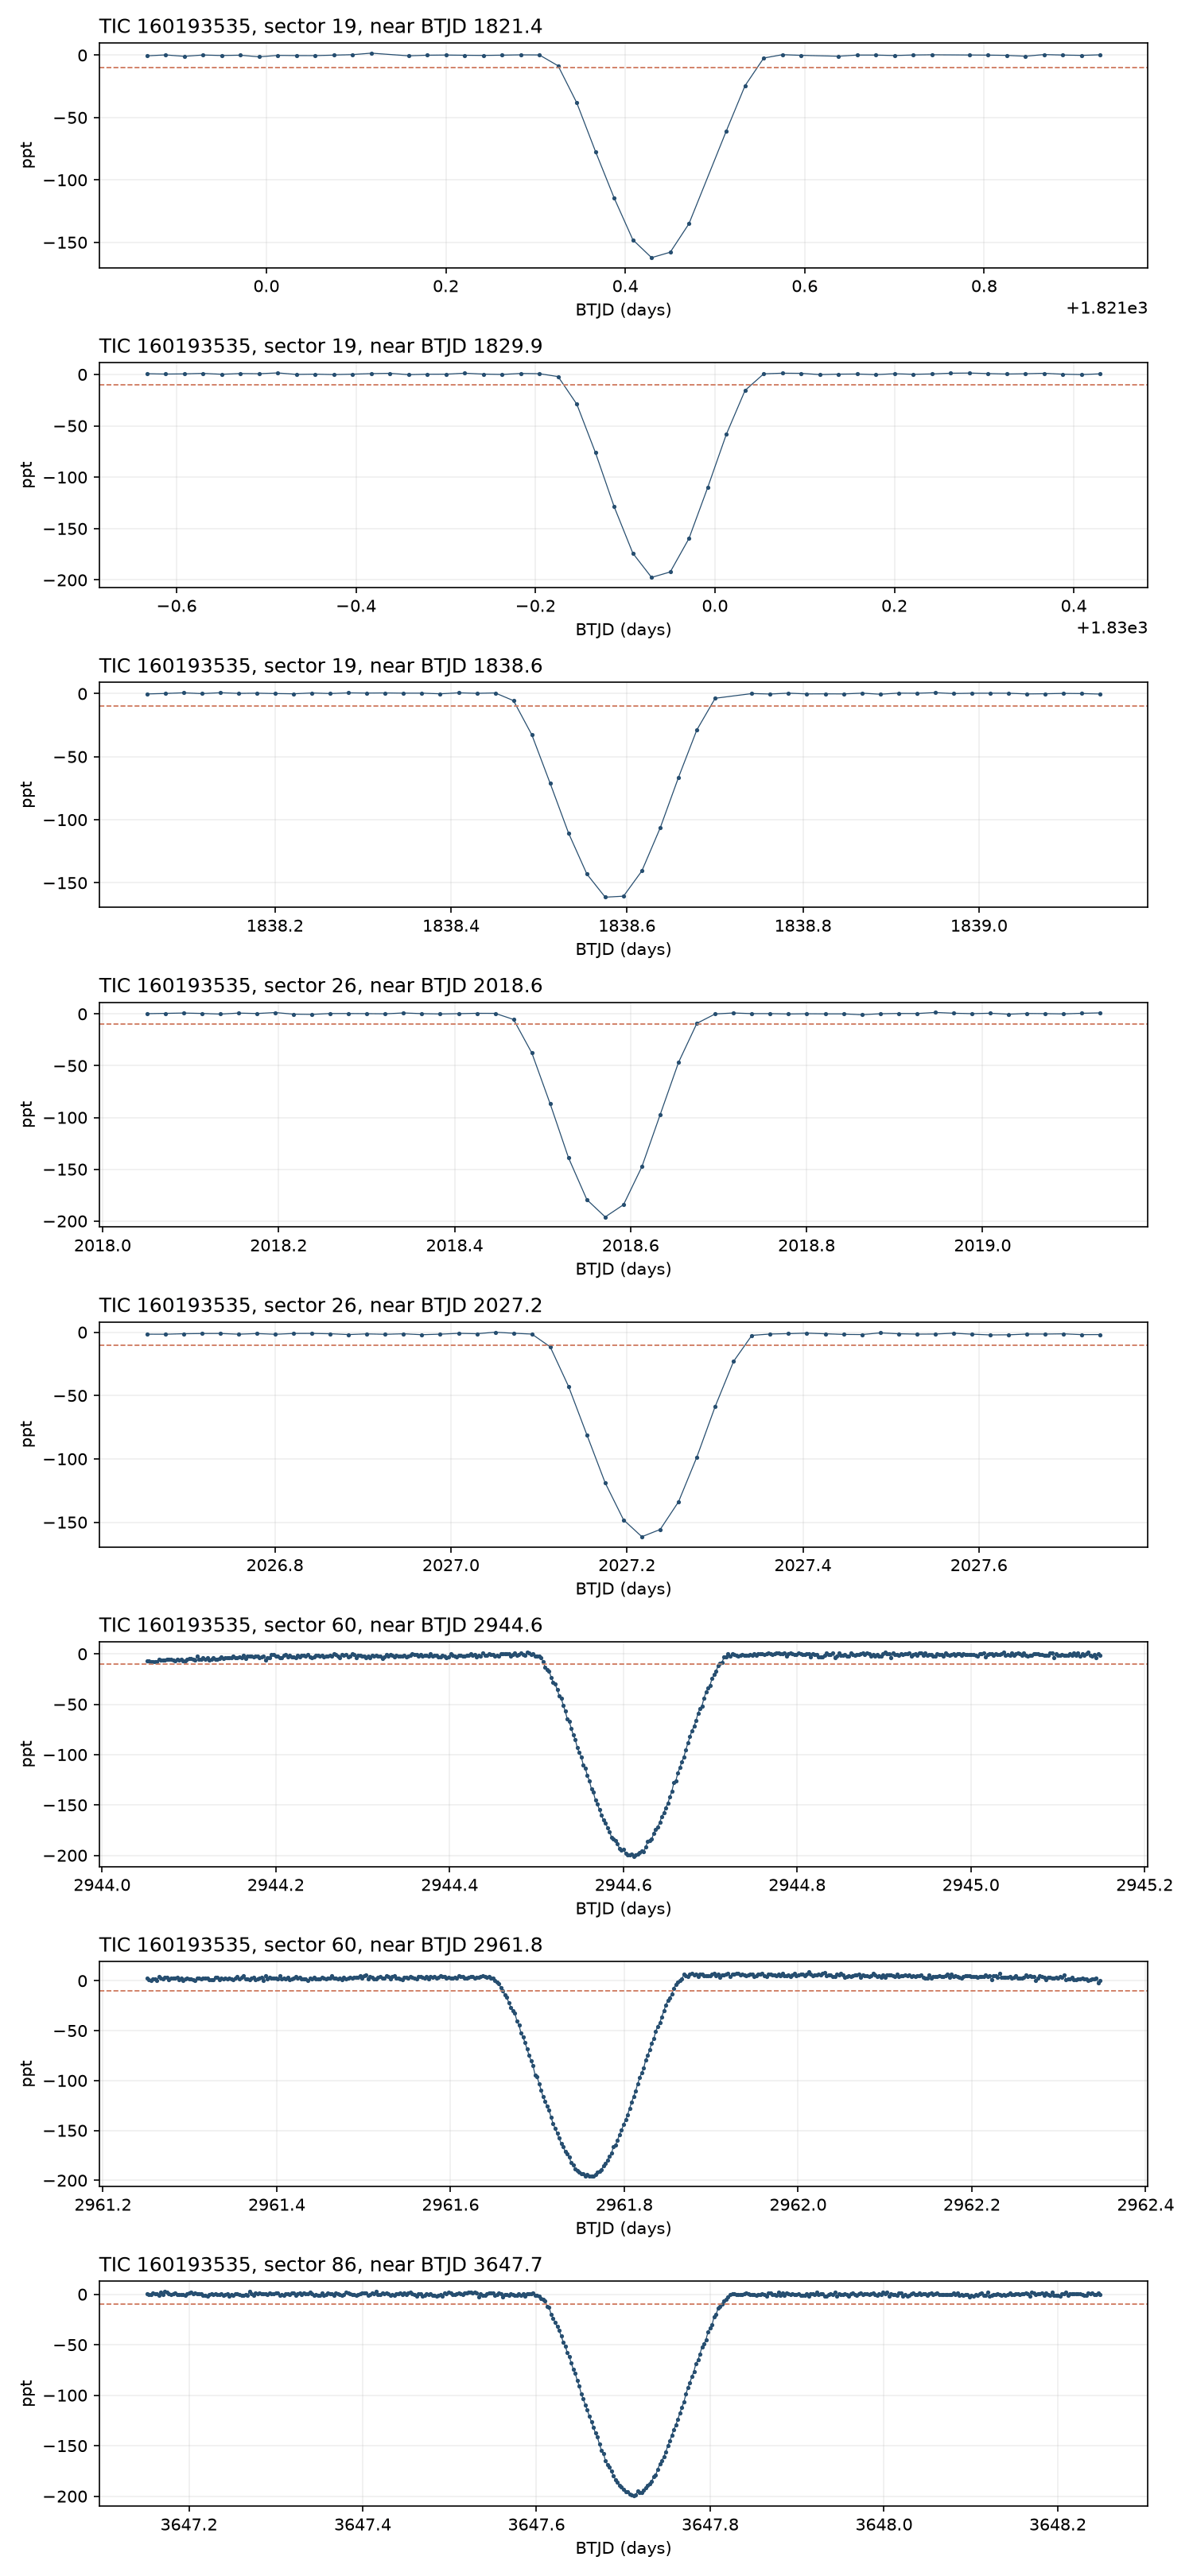 TIC 160193535, sector 19, near BTJD 1821.4
0
−50
−100
−150
ppt
0.0 0.2 0.4 0.6 0.8
BTJD (days)
+1.821e3
TIC 160193535, sector 19, near BTJD 1829.9
0
−50
−100
−150
−200
ppt
−0.6 −0.4 −0.2 0.0 0.2 0.4
BTJD (days)
+1.83e3
TIC 160193535, sector 19, near BTJD 1838.6
0
−50
−100
−150
ppt
1838.2 1838.4 1838.6 1838.8 1839.0
BTJD (days)
TIC 160193535, sector 26, near BTJD 2018.6
0
−50
−100
−150
−200
ppt
2018.0 2018.2 2018.4 2018.6 2018.8 2019.0
BTJD (days)
TIC 160193535, sector 26, near BTJD 2027.2
0
−50
−100
−150
ppt
2026.8 2027.0 2027.2 2027.4 2027.6
BTJD (days)
TIC 160193535, sector 60, near BTJD 2944.6
0
−50
−100
−150
−200
ppt
2944.0 2944.2 2944.4 2944.6 2944.8 2945.0 2945.2
BTJD (days)
TIC 160193535, sector 60, near BTJD 2961.8
0
−50
−100
−150
−200
ppt
2961.2 2961.4 2961.6 2961.8 2962.0 2962.2 2962.4
BTJD (days)
TIC 160193535, sector 86, near BTJD 3647.7
0
−50
−100
−150
−200
ppt
3647.2 3647.4 3647.6 3647.8 3648.0 3648.2
BTJD (days)